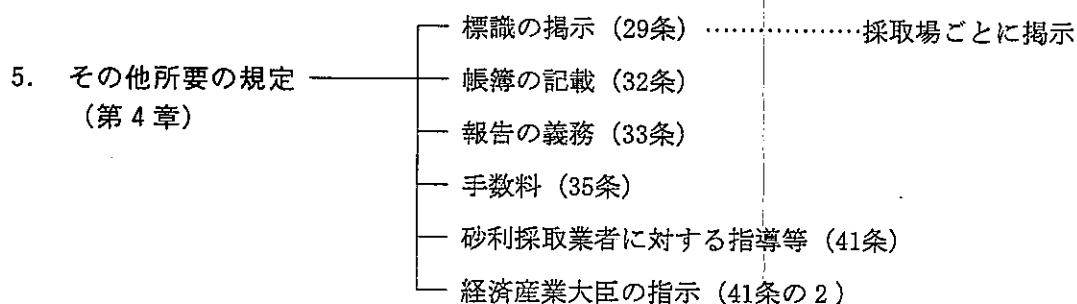 標識の掲示（29条）………………採取場ごとに掲示
5. その他所要の規定
（第4章）
帳簿の記載（32条）
報告の義務（33条）
手数料（35条）
砂利採取業者に対する指導等（41条）
経済産業大臣の指示（41条の2）